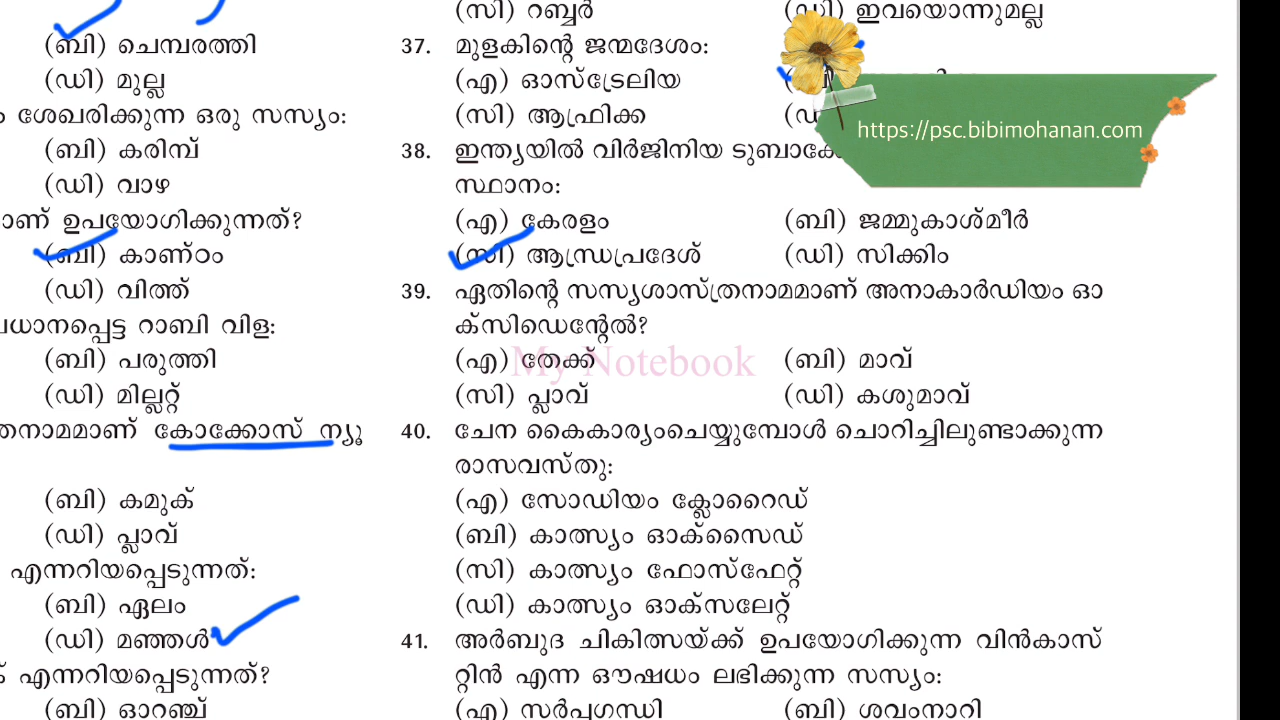 (ബി) ചെമ്പരത്തി
(ഡി) മുല്ല
ശേഖരിക്കുന്ന ഒരു സസ്യം:
(ബി) കരിമ്പ്
(ഡി) വാഴ
ഉപയോഗിക്കുന്നത്?
(ബി) കാണ്ഠം
(ഡി) വിത്ത്
റാബി വിള:
(ബി) പരുത്തി
(ഡി) മില്ലറ്റ്
കോക്കോസ് ന്യൂ
(ബി) കമുക്
(ഡി) പ്ലാവ്
എന്നറിയപ്പെടുന്നത്:
(ബി) ഏലം
(ഡി) മഞ്ഞൾ
എന്നറിയപ്പെടുന്നത്?
(ബി) ഓറഞ്ച്
(സി) റബ്ബർ (ഡി) ഇവയൊന്നുമല്ല
37. മുളകിന്റെ ജന്മദേശം:
(എ) ഓസ്ട്രേലിയ
(സി) ആഫ്രിക്ക
38. ഇന്ത്യയിൽ വിർജിനിയ
സ്ഥാനം:
(എ) കേരളം (ബി) ജമ്മുകാശ്മീർ
(സി) ആന്ധ്രപ്രദേശ് (ഡി) സിക്കിം
39. ഏതിന്റെ സസ്യശാസ്ത്രനാമമാണ് അനാകാർഡിയം ഓ
ക്സിഡെന്റേൽ?
(എ) തേക്ക് (ബി) മാവ്
(സി) പ്ലാവ് (ഡി) കശുമാവ്
40. ചേന കൈകാര്യംചെയ്യുമ്പോൾ ചൊറിച്ചിലുണ്ടാക്കുന്ന
രാസവസ്തു:
(എ) സോഡിയം ക്ലോറൈഡ്
(ബി) കാത്സ്യം ഓക്സൈഡ്
(സി) കാത്സ്യം ഫോസ്ഫേറ്റ്
(ഡി) കാത്സ്യം ഓക്സലേറ്റ്
41. അർബുദ ചികിത്സയ്ക്ക് ഉപയോഗിക്കുന്ന വിൻകാസ്
റ്റിൻ എന്ന ഔഷധം ലഭിക്കുന്ന സസ്യം:
(എ) സർപ്പഗന്ധി (ബി) ശവംനാറി
https://psc.bibimohanan.com
My Notebook